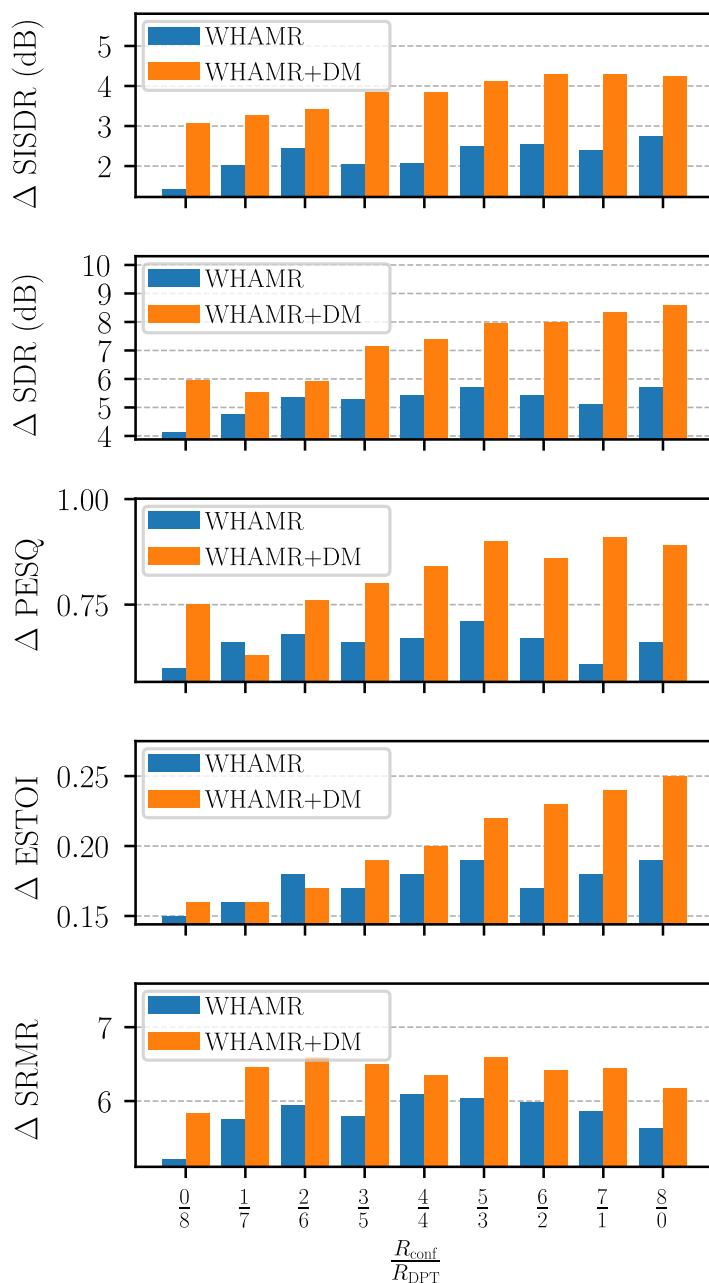 Δ SISDR (dB)
5
4
3
2
WHAMR
WHAMR+DM
Δ SDR (dB)
10
9
8
7
6
5
4
WHAMR
WHAMR+DM
Δ PESQ
1.00
0.75
WHAMR
WHAMR+DM
Δ ESTOI
0.25
0.20
0.15
WHAMR
WHAMR+DM
Δ SRMR
7
6
WHAMR
WHAMR+DM
0/8 1/7 2/6 3/5 4/4 5/3 6/2 7/1 8/0
R_conf/R_DPT